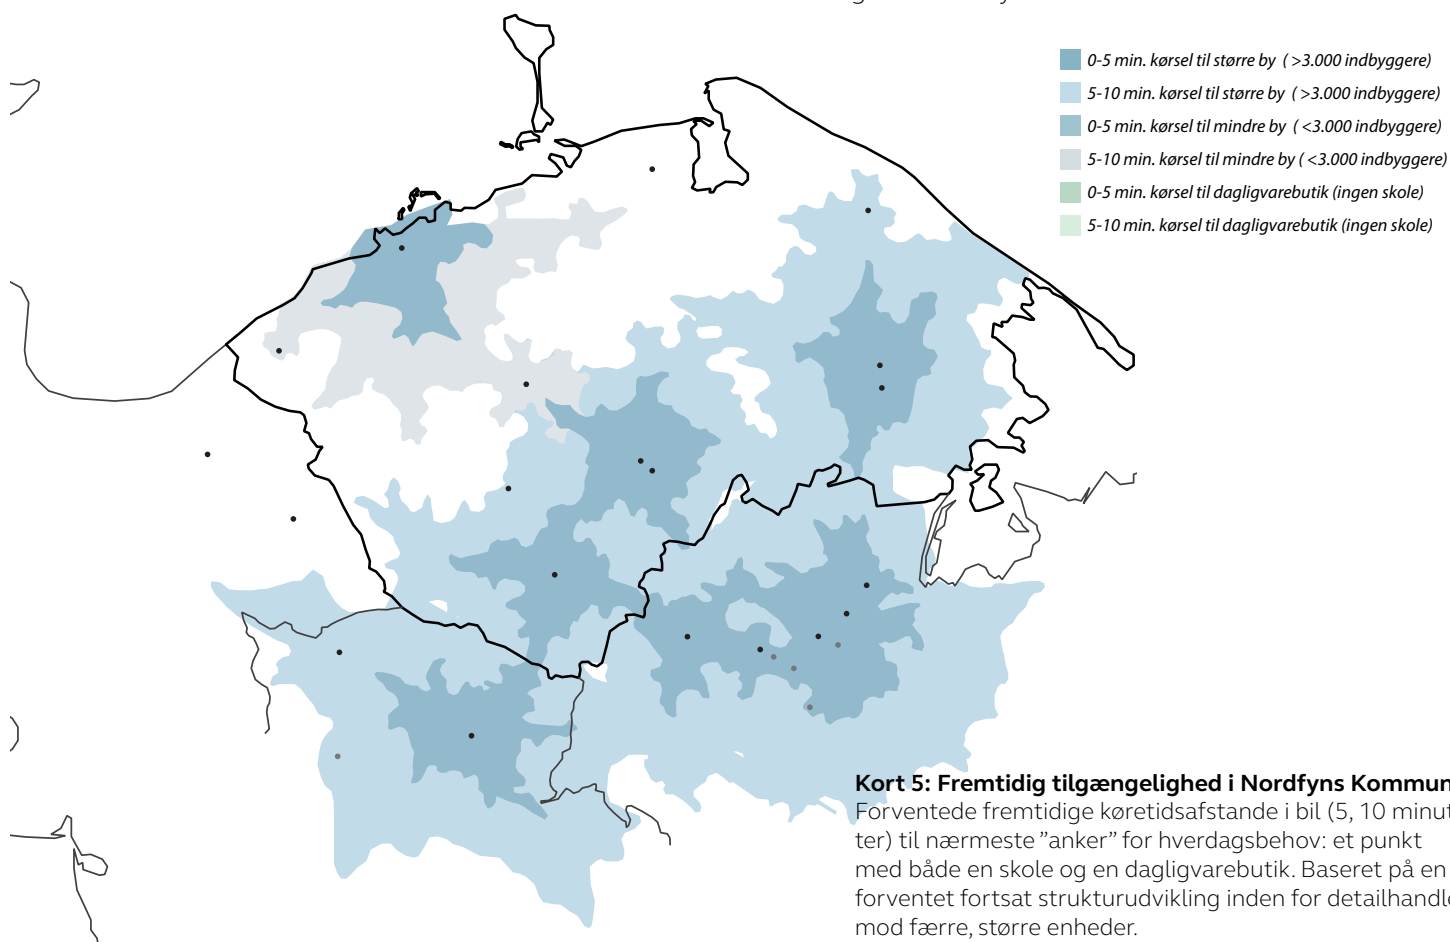 0-5 min. kørsel til større by ( >3.000 indbyggere)
5-10 min. kørsel til større by ( >3.000 indbyggere)
0-5 min. kørsel til mindre by ( <3.000 indbyggere)
5-10 min. kørsel til mindre by ( <3.000 indbyggere)
0-5 min. kørsel til dagligvarebutik (ingen skole)
5-10 min. kørsel til dagligvarebutik (ingen skole)
Kort 5: Fremtidig tilgængelighed i Nordfyns Kommun
Forventede fremtidige køretidsafstande i bil (5, 10 minut
ter) til nærmeste ”anker” for hverdagsbehov: et punkt
med både en skole og en dagligvarebutik. Baseret på en
forventet fortsat strukturudvikling inden for detailhandle
mod færre, større enheder.